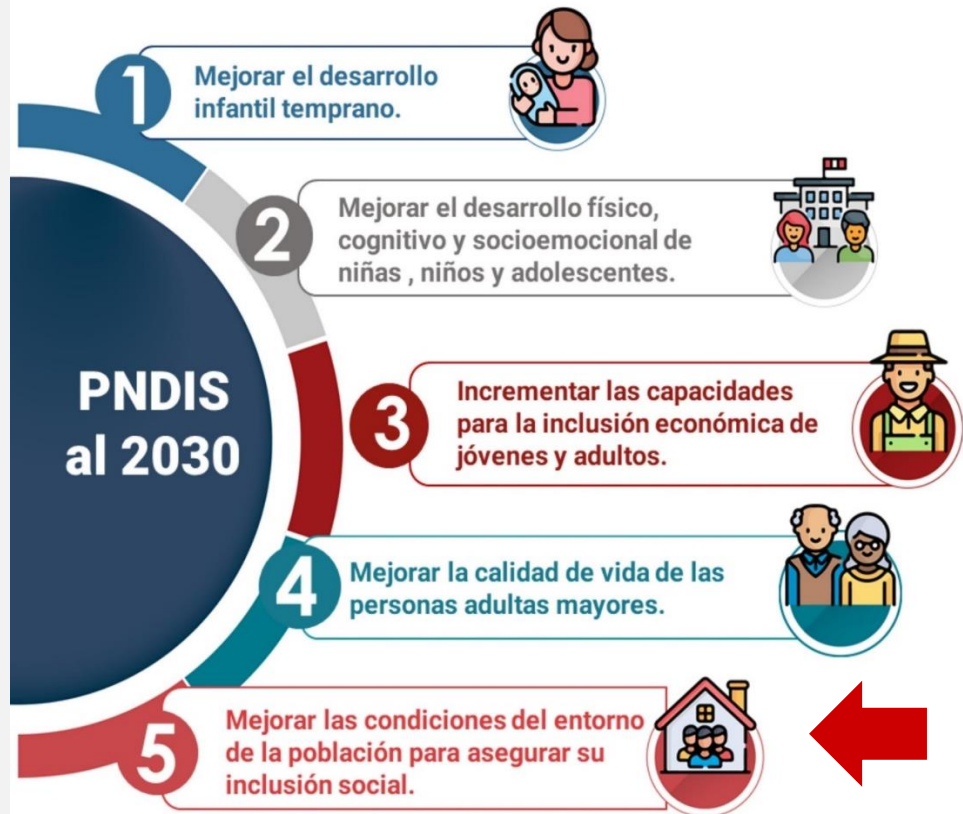 1
Mejorar el desarrollo
infantil temprano.
2
Mejorar el desarrollo físico,
cognitivo y socioemocional de
niñas , niños y adolescentes.
PNDIS
al 2030
3
Incrementar las capacidades
para la inclusión económica de
jóvenes y adultos.
4
Mejorar la calidad de vida de las
personas adultas mayores.
5
Mejorar las condiciones del entorno
de la población para asegurar su
inclusión social.